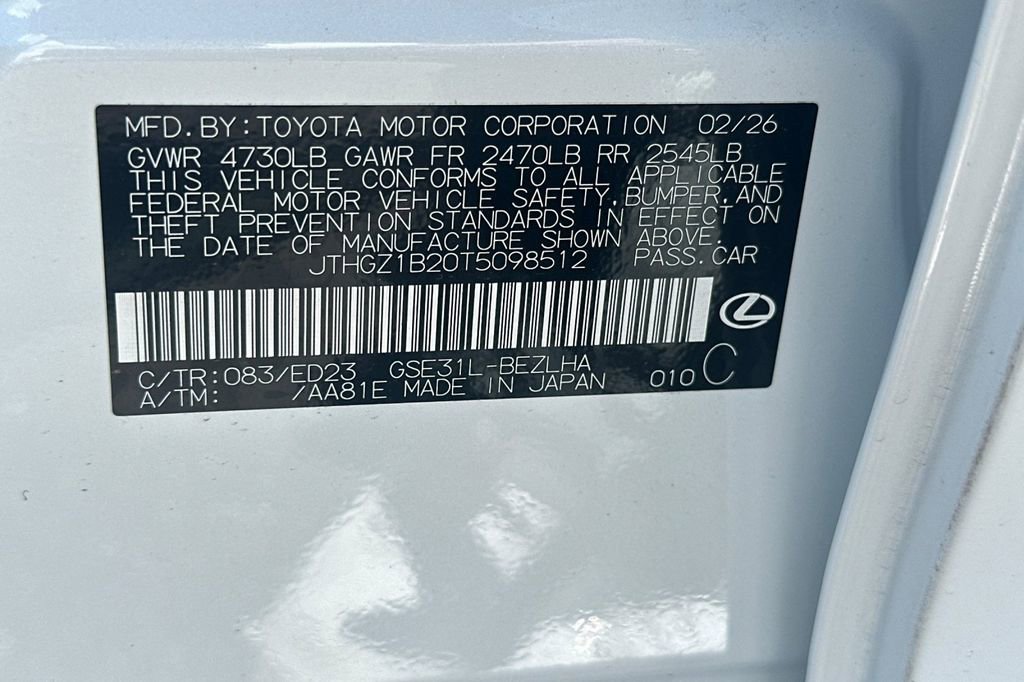 MFD.BY:TOYOTA MOTOR CORPORATION 02/26
GVWR 4730LB GAWR FR 2470LB RR 2545LB
THIS VEHICLE CONFORMS TO ALL APPLICABLE
FEDERAL MOTOR VEHICLE SAFETY,BUMPER,AND
THEFT PREVENTION STANDARDS IN EFFECT ON
THE DATE OF MANUFACTURE SHOWN ABOVE.
JTHGZ1B20T5098512 PASS.CAR
C/TR:083/ED23 GSE31L-BEZLHA
A/TM: /AA81E MADE IN JAPAN 010 C